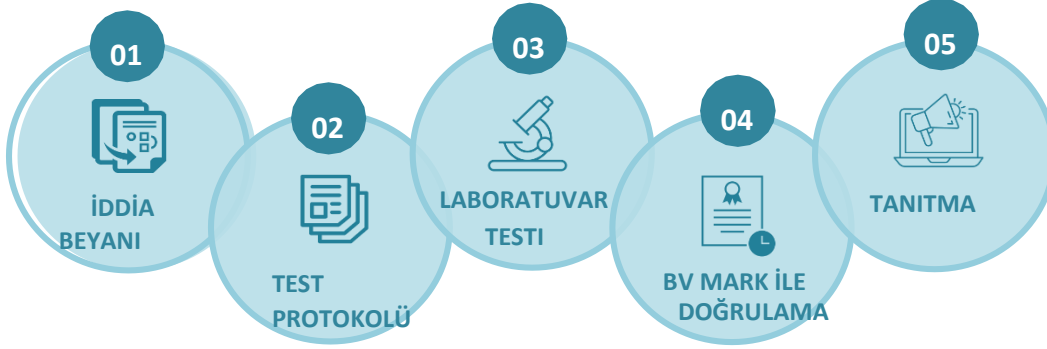 01
İDDİA
BEYANI
02
TEST
PROTOKOLÜ
03
LABORATUVAR
TESTI
04
BV MARK İLE
DOĞRULAMA
05
TANITMA